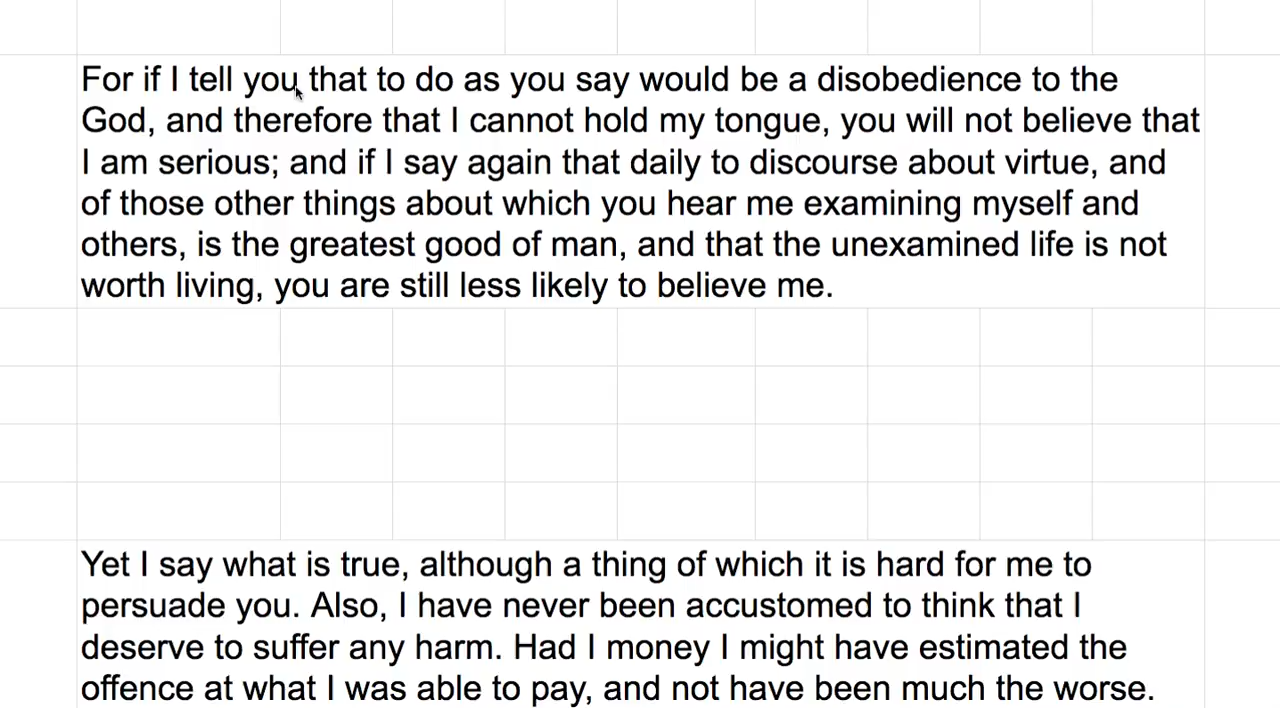 For if I tell you that to do as you say would be a disobedience to the
God, and therefore that I cannot hold my tongue, you will not believe that
I am serious; and if I say again that daily to discourse about virtue, and
of those other things about which you hear me examining myself and
others, is the greatest good of man, and that the unexamined life is not
worth living, you are still less likely to believe me.
Yet I say what is true, although a thing of which it is hard for me to
persuade you. Also, I have never been accustomed to think that I
deserve to suffer any harm. Had I money I might have estimated the
offence at what I was able to pay, and not have been much the worse.